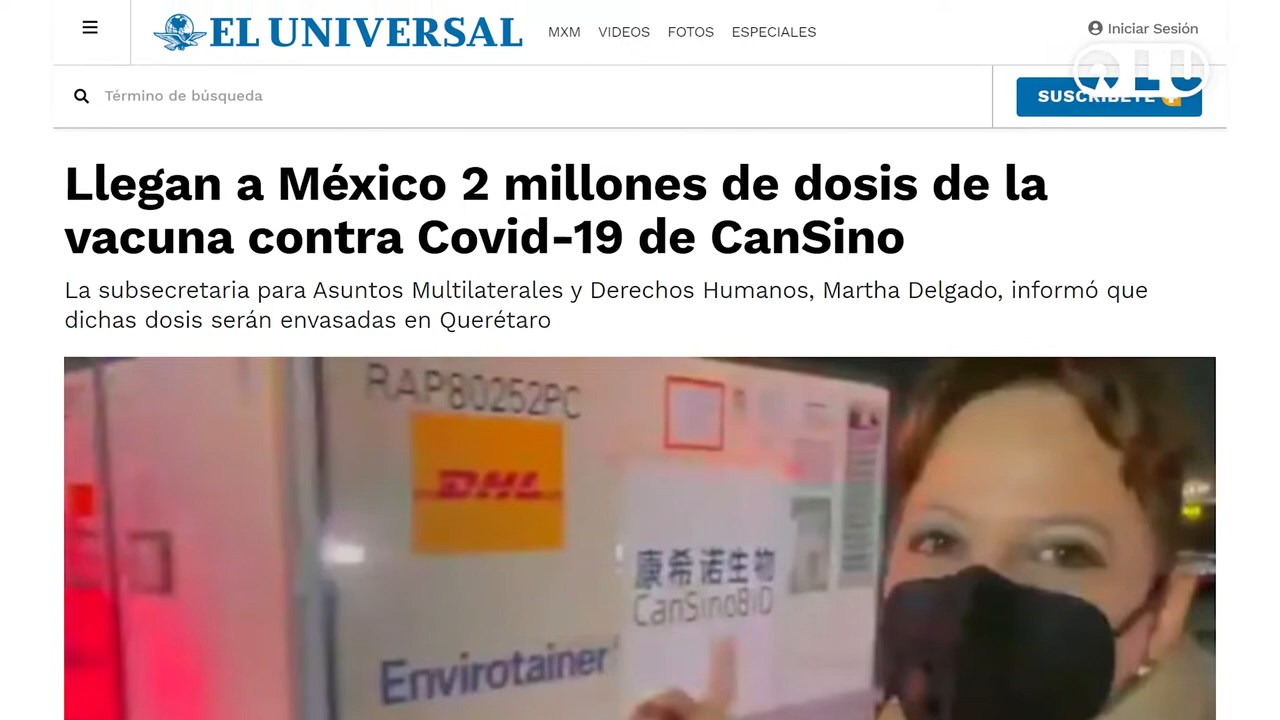 EL UNIVERSAL
MXM VIDEOS FOTOS ESPECIALES
Iniciar Sesión
Término de búsqueda
SUSCRÍBETE
Llegan a México 2 millones de dosis de la
vacuna contra Covid-19 de CanSino
La subsecretaria para Asuntos Multilaterales y Derechos Humanos, Martha Delgado, informó que
dichas dosis serán envasadas en Querétaro
RAP80252PC
DHL
康希诺生物
CanSinoBIO
Envirotainer